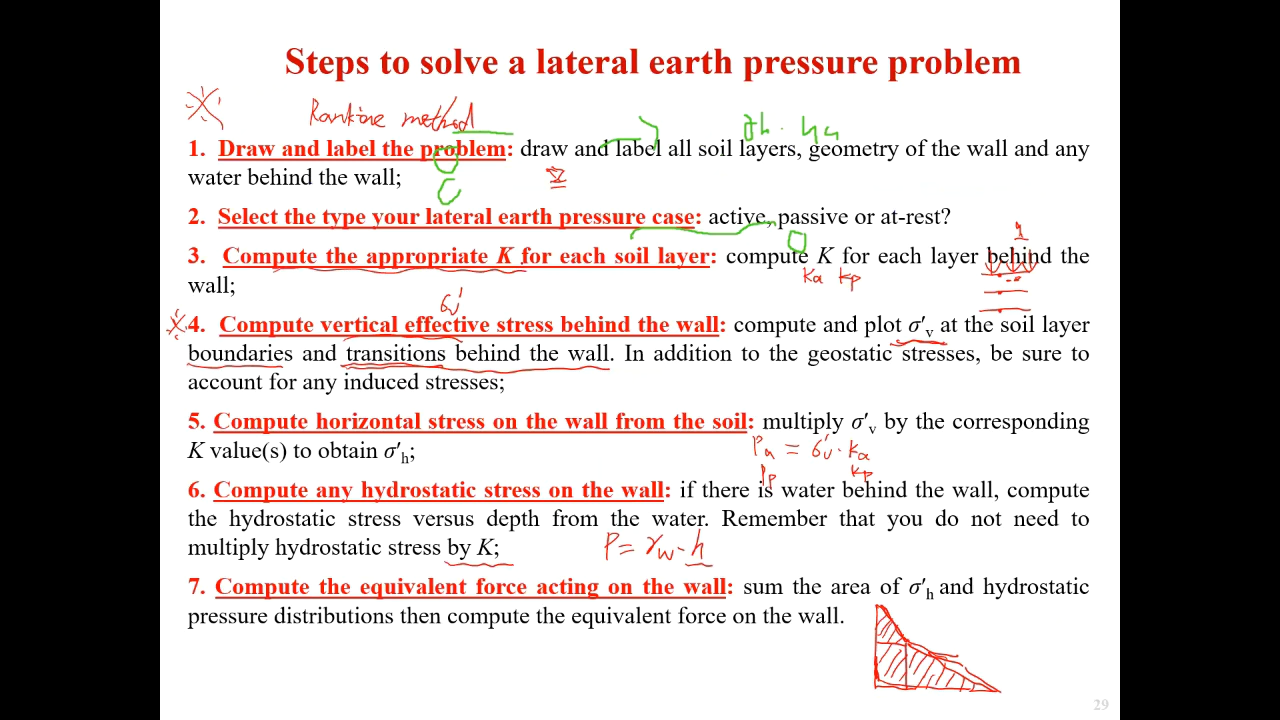 Steps to solve a lateral earth pressure problem
Rankine method
1. Draw and label the problem: draw and label all soil layers, geometry of the wall and any
water behind the wall;
2. Select the type your lateral earth pressure case: active, passive or at-rest?
q
3. Compute the appropriate K for each soil layer: compute K for each layer behind the
wall;
Ka Kp
σv'
4. Compute vertical effective stress behind the wall: compute and plot σ′v at the soil layer
boundaries and transitions behind the wall. In addition to the geostatic stresses, be sure to
account for any induced stresses;
5. Compute horizontal stress on the wall from the soil: multiply σ′v by the corresponding
K value(s) to obtain σ′h;
Pa = σv'·Ka
Pp Kp
6. Compute any hydrostatic stress on the wall: if there is water behind the wall, compute
the hydrostatic stress versus depth from the water. Remember that you do not need to
multiply hydrostatic stress by K;
P = γw·h
7. Compute the equivalent force acting on the wall: sum the area of σ′h and hydrostatic
pressure distributions then compute the equivalent force on the wall.
29